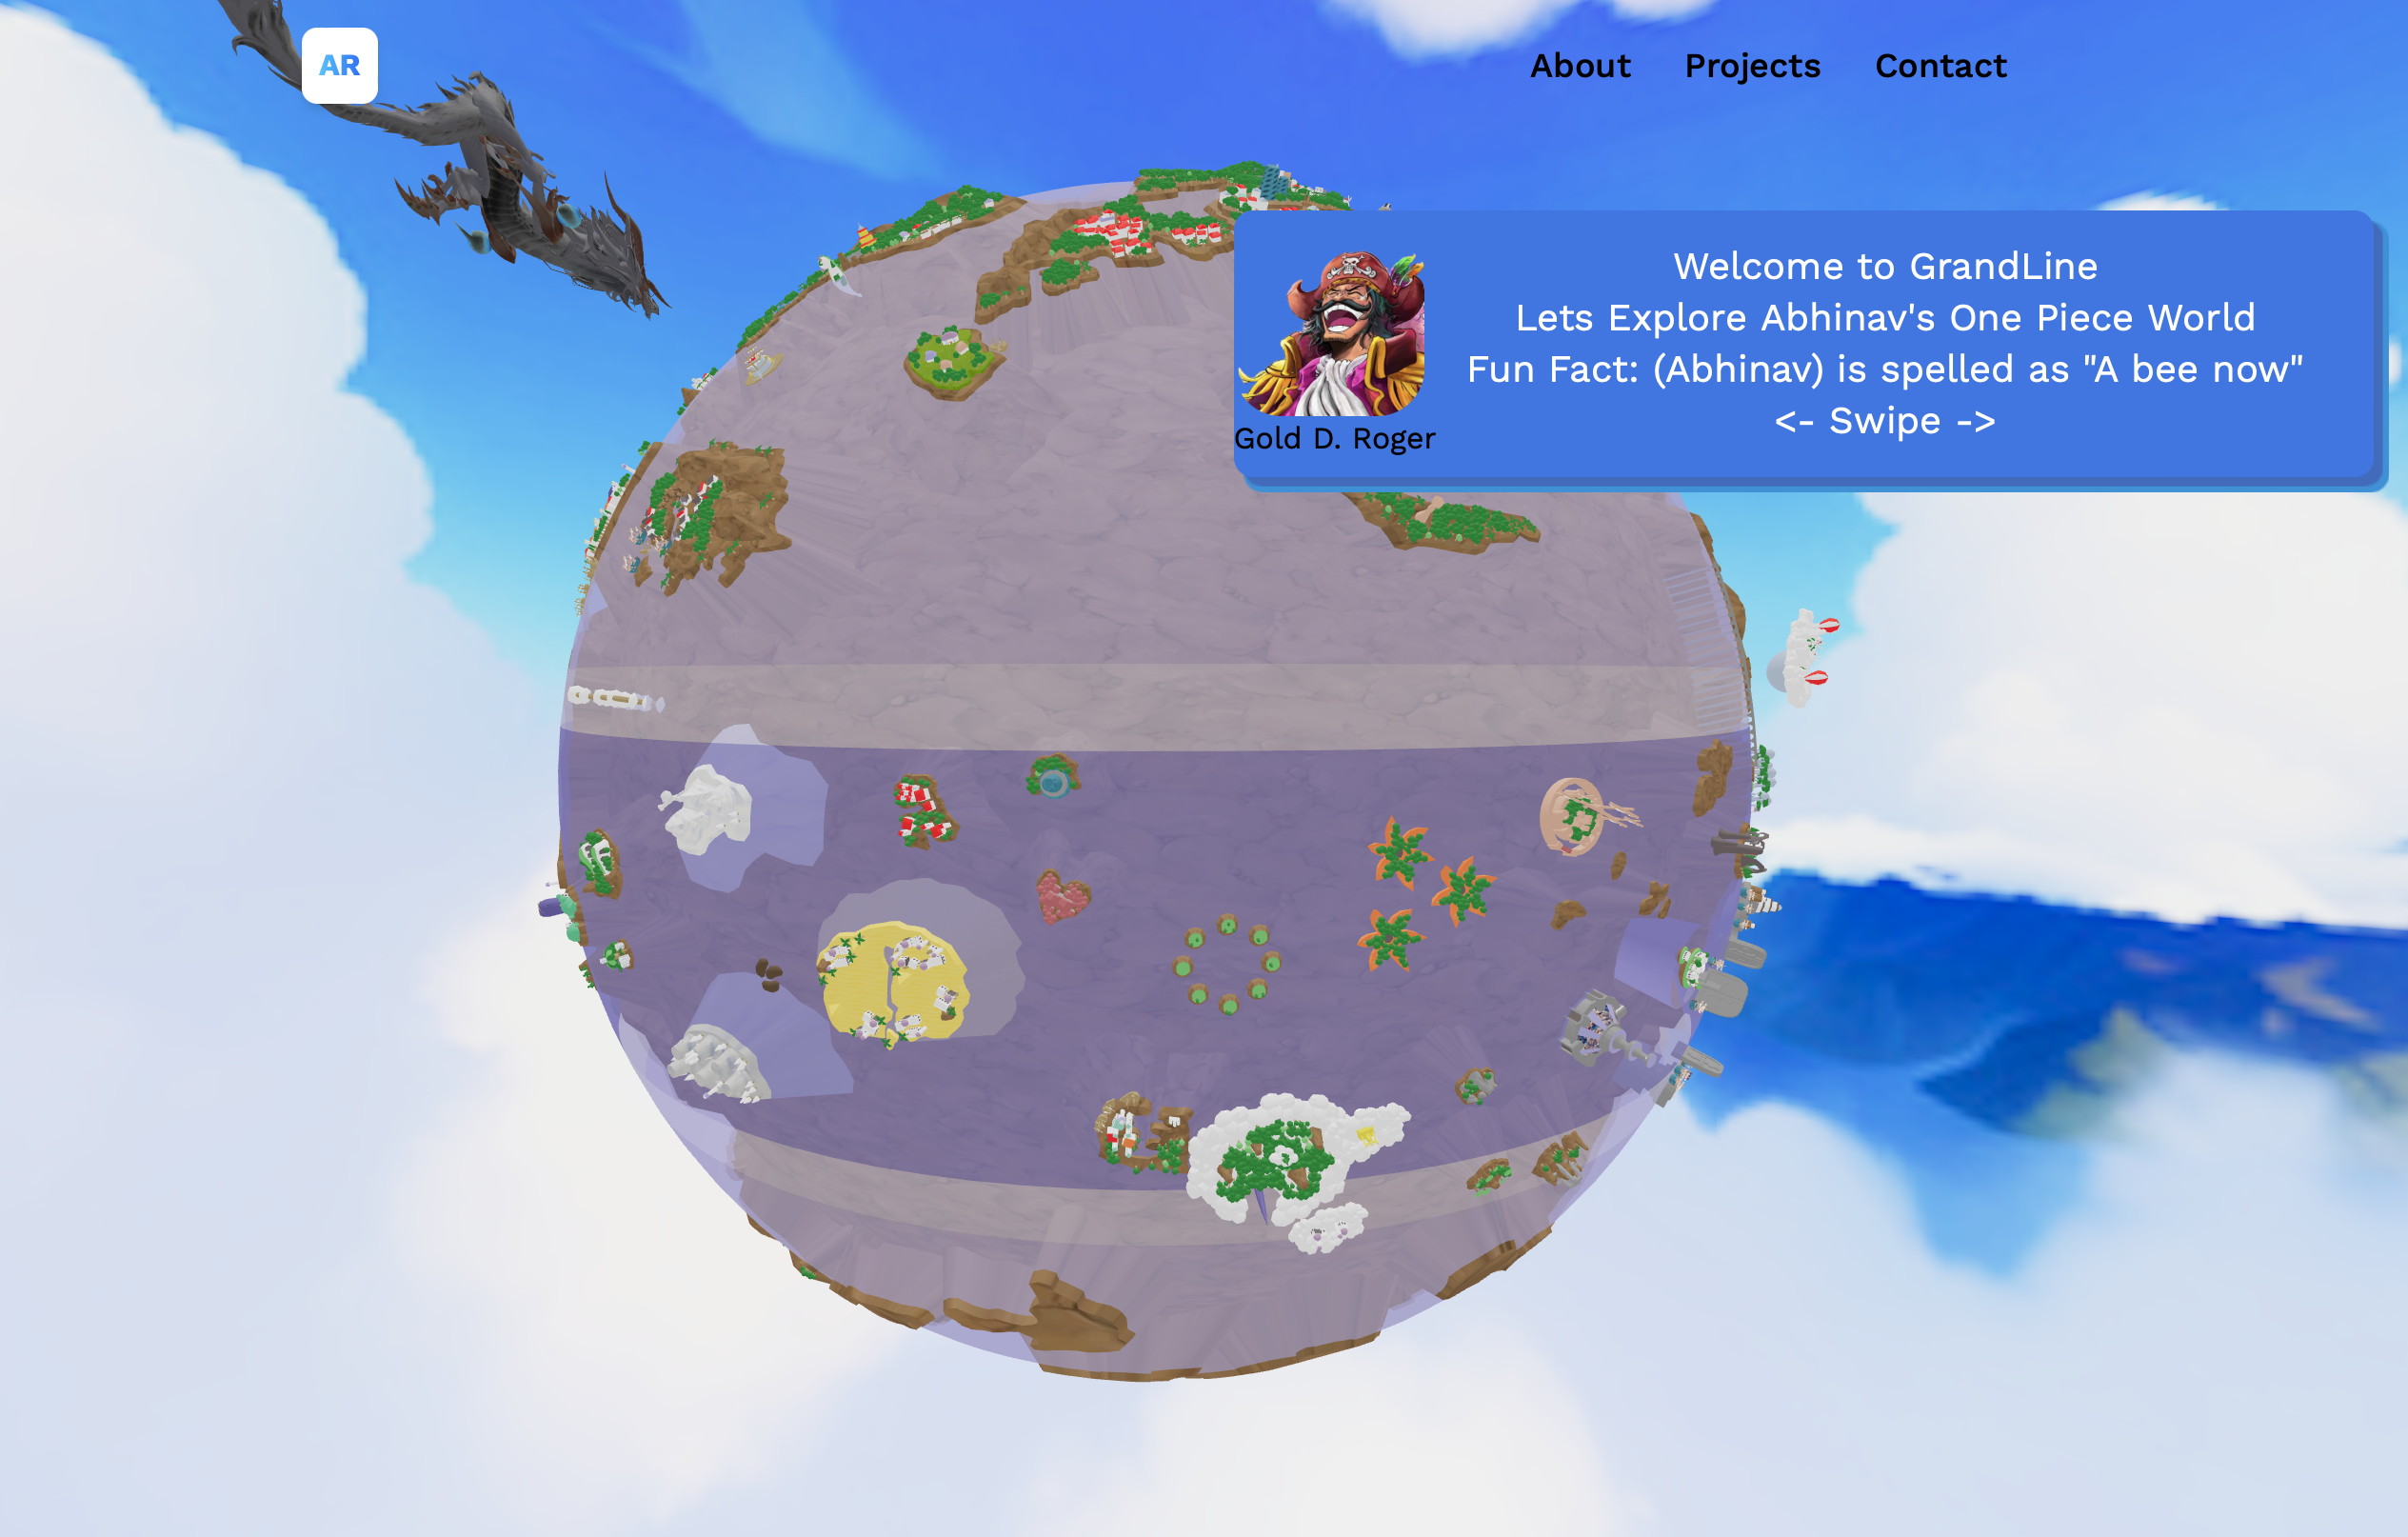 AR
About Projects Contact
Welcome to GrandLine
Lets Explore Abhinav's One Piece World
Fun Fact: (Abhinav) is spelled as "A bee now"
<- Swipe ->
Gold D. Roger